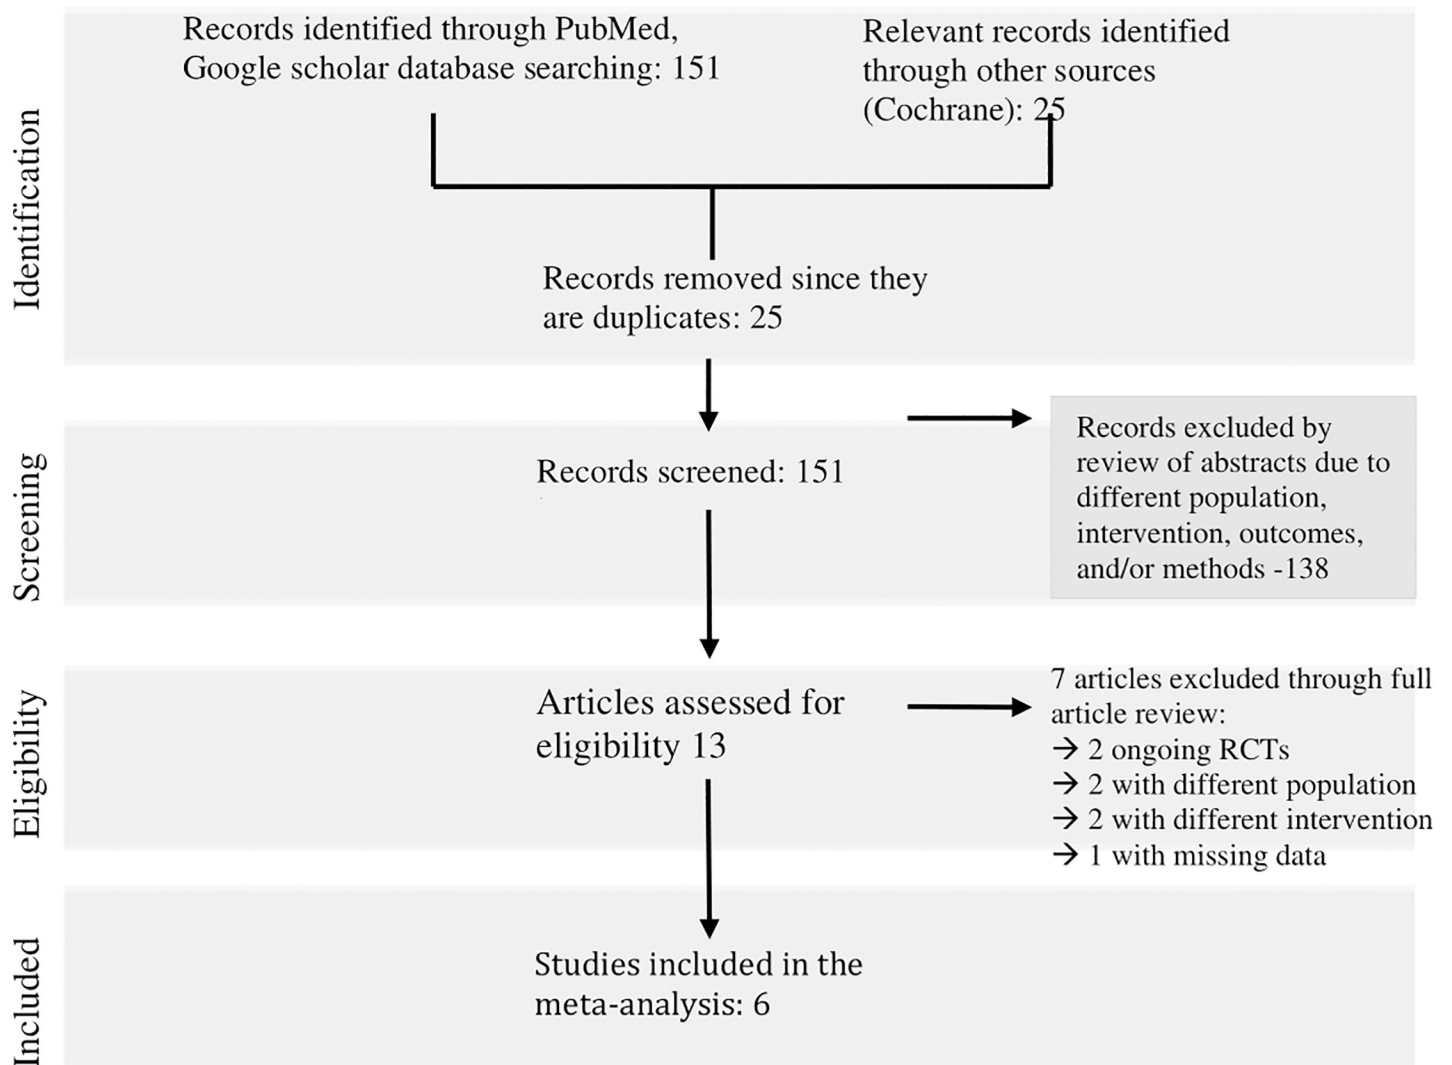 Identification
Records identified through PubMed,
Google scholar database searching: 151
Relevant records identified
through other sources
(Cochrane): 25
Records removed since they
are duplicates: 25
Screening
Records screened: 151
Records excluded by
review of abstracts due to
different population,
intervention, outcomes,
and/or methods -138
Eligibility
Articles assessed for
eligibility 13
7 articles excluded through full
article review:
→ 2 ongoing RCTs
→ 2 with different population
→ 2 with different intervention
→ 1 with missing data
Included
Studies included in the
meta-analysis: 6